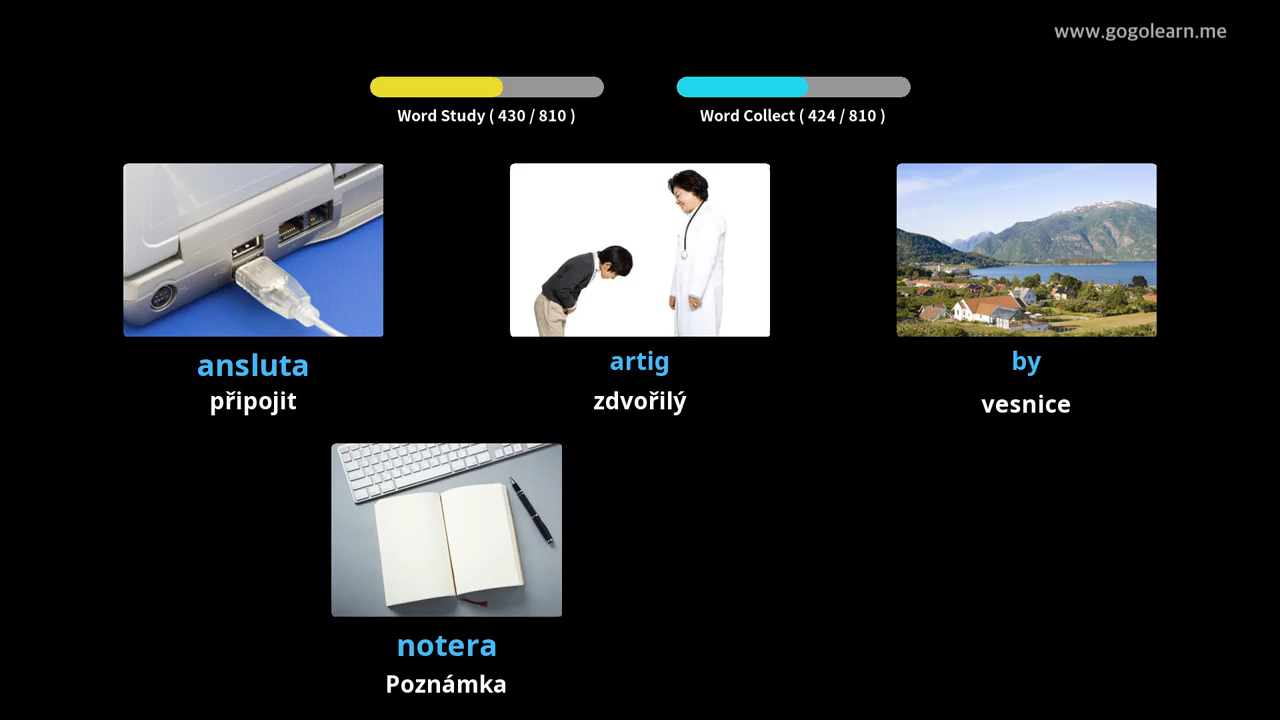 www.gogolearn.me
Word Study ( 430 / 810 )
Word Collect ( 424 / 810 )
ansluta
připojit
artig
zdvořilý
by
vesnice
notera
Poznámka